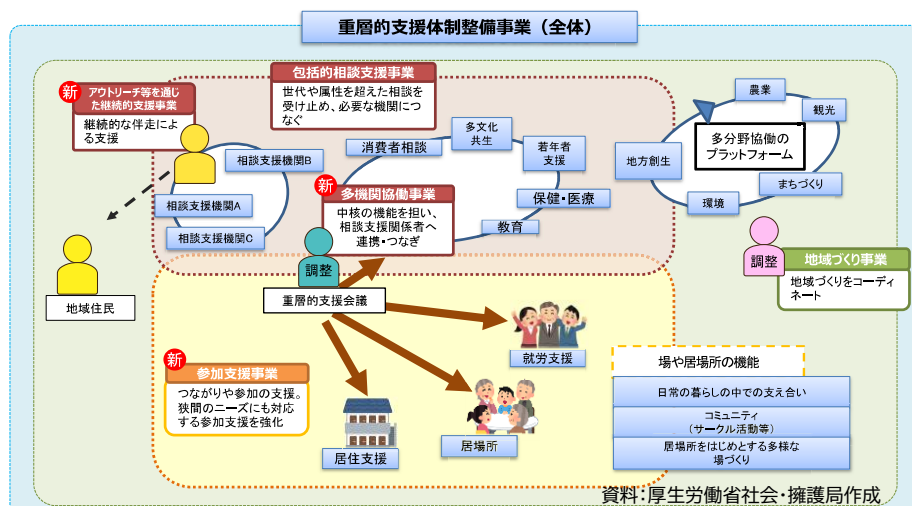 重層的支援体制整備事業（全体）
新
アウトリーチ等を通じ
た継続的支援事業
継続的な伴走によ
る支援
包括的相談支援事業
世代や属性を超えた相談を
受け止め、必要な機関につ
なぐ
相談支援機関B
相談支援機関A
相談支援機関C
消費者相談
多文化
共生
若年者
支援
保健・医療
教育
新
多機関協働事業
中核の機能を担い、
相談支援関係者へ
連携・つなぎ
調整
重層的支援会議
農業
観光
まちづくり
環境
地方創生
多分野協働の
プラットフォーム
調整
地域づくり事業
地域づくりをコーディ
ネート
地域住民
新
参加支援事業
つながりや参加の支援。
狭間のニーズにも対応
する参加支援を強化
就労支援
居場所
居住支援
場や居場所の機能
日常の暮らしの中での支え合い
コミュニティ
（サークル活動等）
居場所をはじめとする多様な
場づくり
資料：厚生労働省社会・擁護局作成